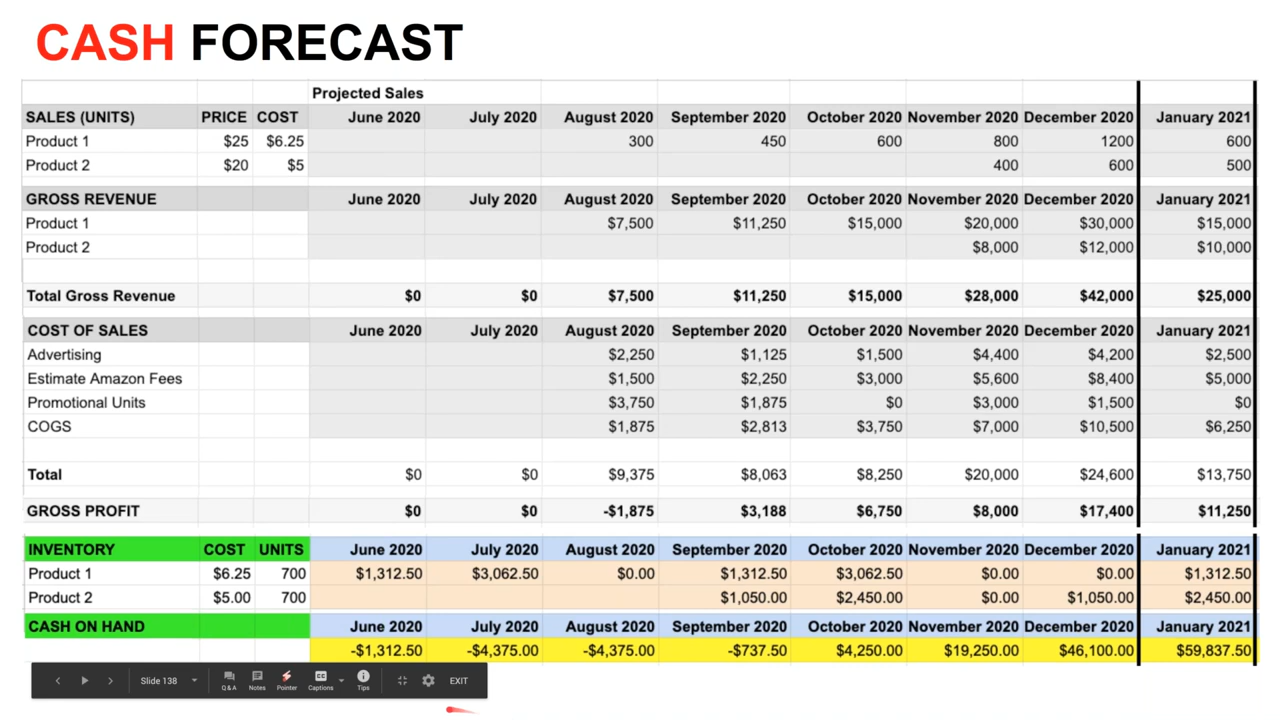 CASH FORECAST
Projected Sales
SALES (UNITS) PRICE COST June 2020 July 2020 August 2020 September 2020 October 2020 November 2020 December 2020 January 2021
Product 1 $25 $6.25 300 450 600 800 1200 600
Product 2 $20 $5 400 600 500
GROSS REVENUE June 2020 July 2020 August 2020 September 2020 October 2020 November 2020 December 2020 January 2021
Product 1 $7,500 $11,250 $15,000 $20,000 $30,000 $15,000
Product 2 $8,000 $12,000 $10,000
Total Gross Revenue $0 $0 $7,500 $11,250 $15,000 $28,000 $42,000 $25,000
COST OF SALES June 2020 July 2020 August 2020 September 2020 October 2020 November 2020 December 2020 January 2021
Advertising $2,250 $1,125 $1,500 $4,400 $4,200 $2,500
Estimate Amazon Fees $1,500 $2,250 $3,000 $5,600 $8,400 $5,000
Promotional Units $3,750 $1,875 $0 $3,000 $1,500 $0
COGS $1,875 $2,813 $3,750 $7,000 $10,500 $6,250
Total $0 $0 $9,375 $8,063 $8,250 $20,000 $24,600 $13,750
GROSS PROFIT $0 $0 -$1,875 $3,188 $6,750 $8,000 $17,400 $11,250
INVENTORY COST UNITS June 2020 July 2020 August 2020 September 2020 October 2020 November 2020 December 2020 January 2021
Product 1 $6.25 700 $1,312.50 $3,062.50 $0.00 $1,312.50 $3,062.50 $0.00 $0.00 $1,312.50
Product 2 $5.00 700 $1,050.00 $2,450.00 $0.00 $1,050.00 $2,450.00
CASH ON HAND June 2020 July 2020 August 2020 September 2020 October 2020 November 2020 December 2020 January 2021
-$1,312.50 -$4,375.00 -$4,375.00 -$737.50 $4,250.00 $19,250.00 $46,100.00 $59,837.50
Slide 138 Q&A Notes Pointer CC Captions Tips EXIT